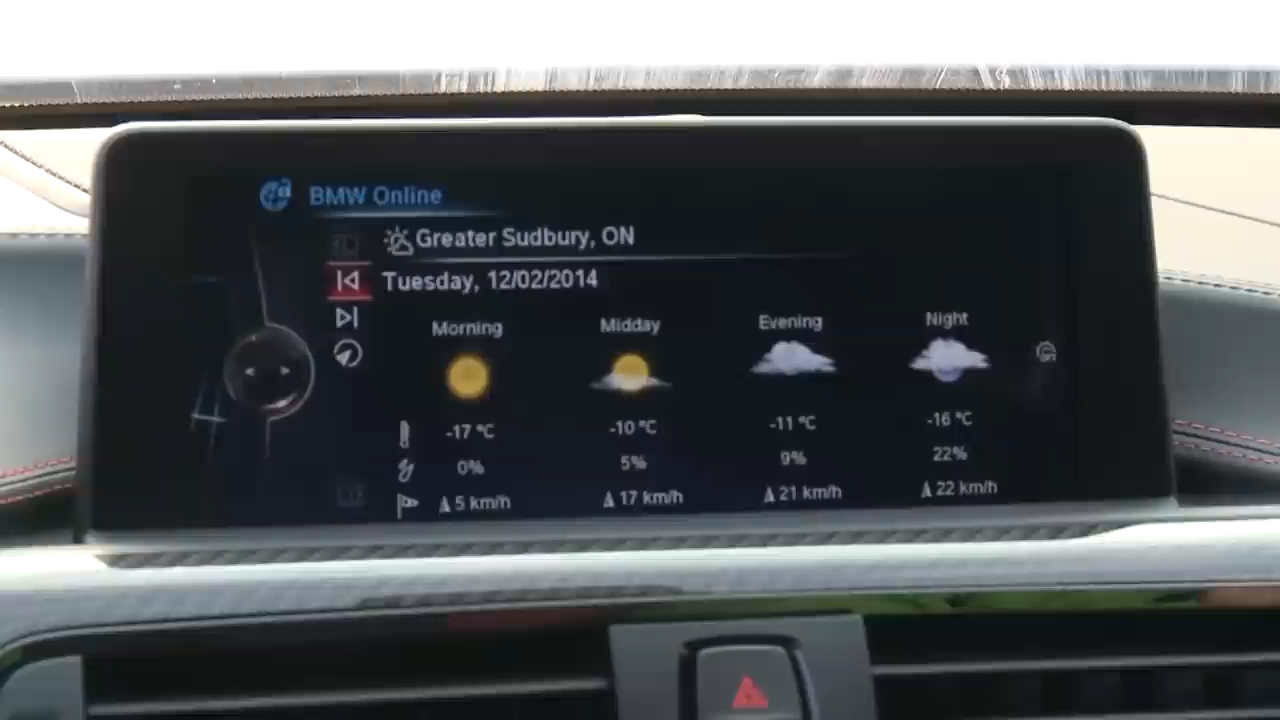 BMW Online
Greater Sudbury, ON
Tuesday, 12/02/2014
Morning Midday Evening Night
-17 °C -10 °C -11 °C -16 °C
0% 5% 9% 22%
5 km/h 17 km/h 21 km/h 22 km/h